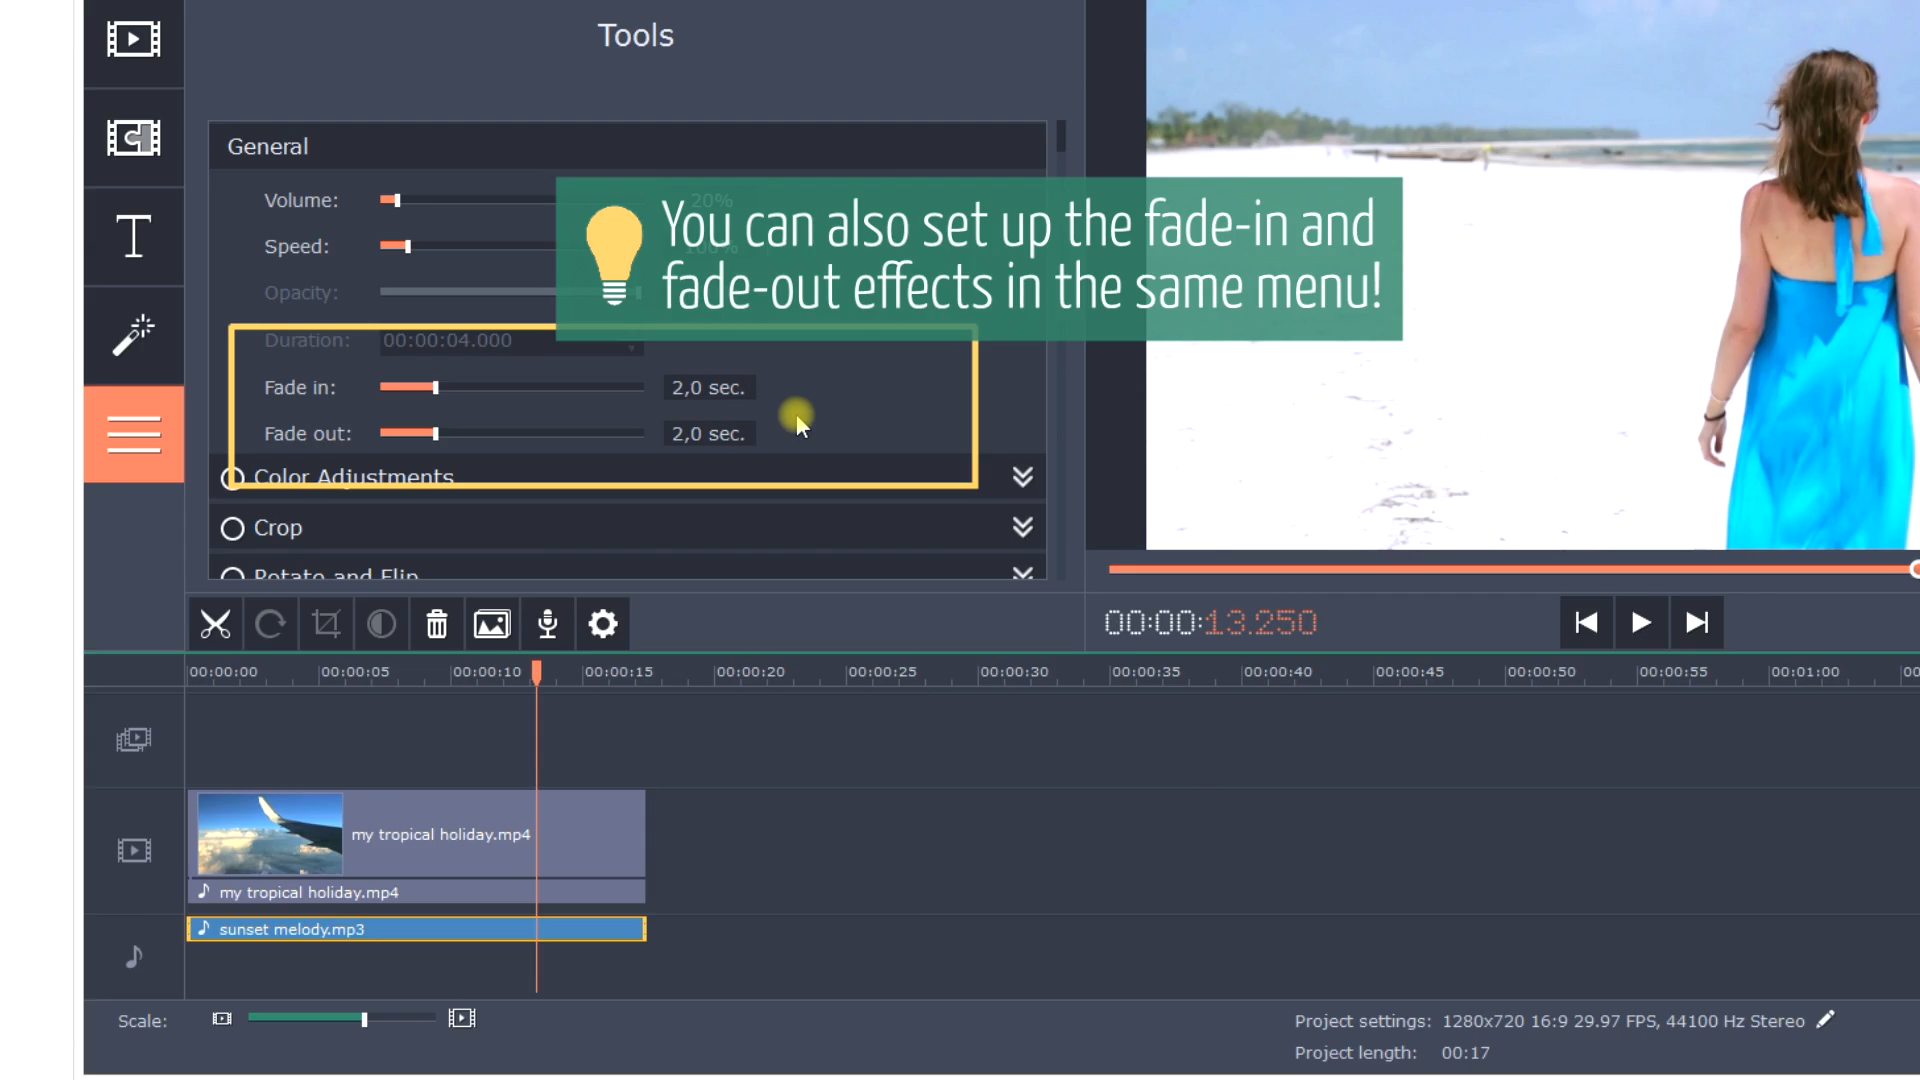 Tools
General
Volume: 20%
Speed: 100%
Opacity:
You can also set up the fade-in and
fade-out effects in the same menu!
Duration: 00:00:04.000
Fade in: 2,0 sec.
Fade out: 2,0 sec.
Color Adjustments
Crop
Rotate and Flip
00:00:13.250
00:00:00 00:00:05 00:00:10 00:00:15 00:00:20 00:00:25 00:00:30 00:00:35 00:00:40 00:00:45 00:00:50 00:00:55 00:01:00 00
my tropical holiday.mp4
my tropical holiday.mp4
sunset melody.mp3
Scale:
Project settings: 1280x720 16:9 29.97 FPS, 44100 Hz Stereo
Project length: 00:17